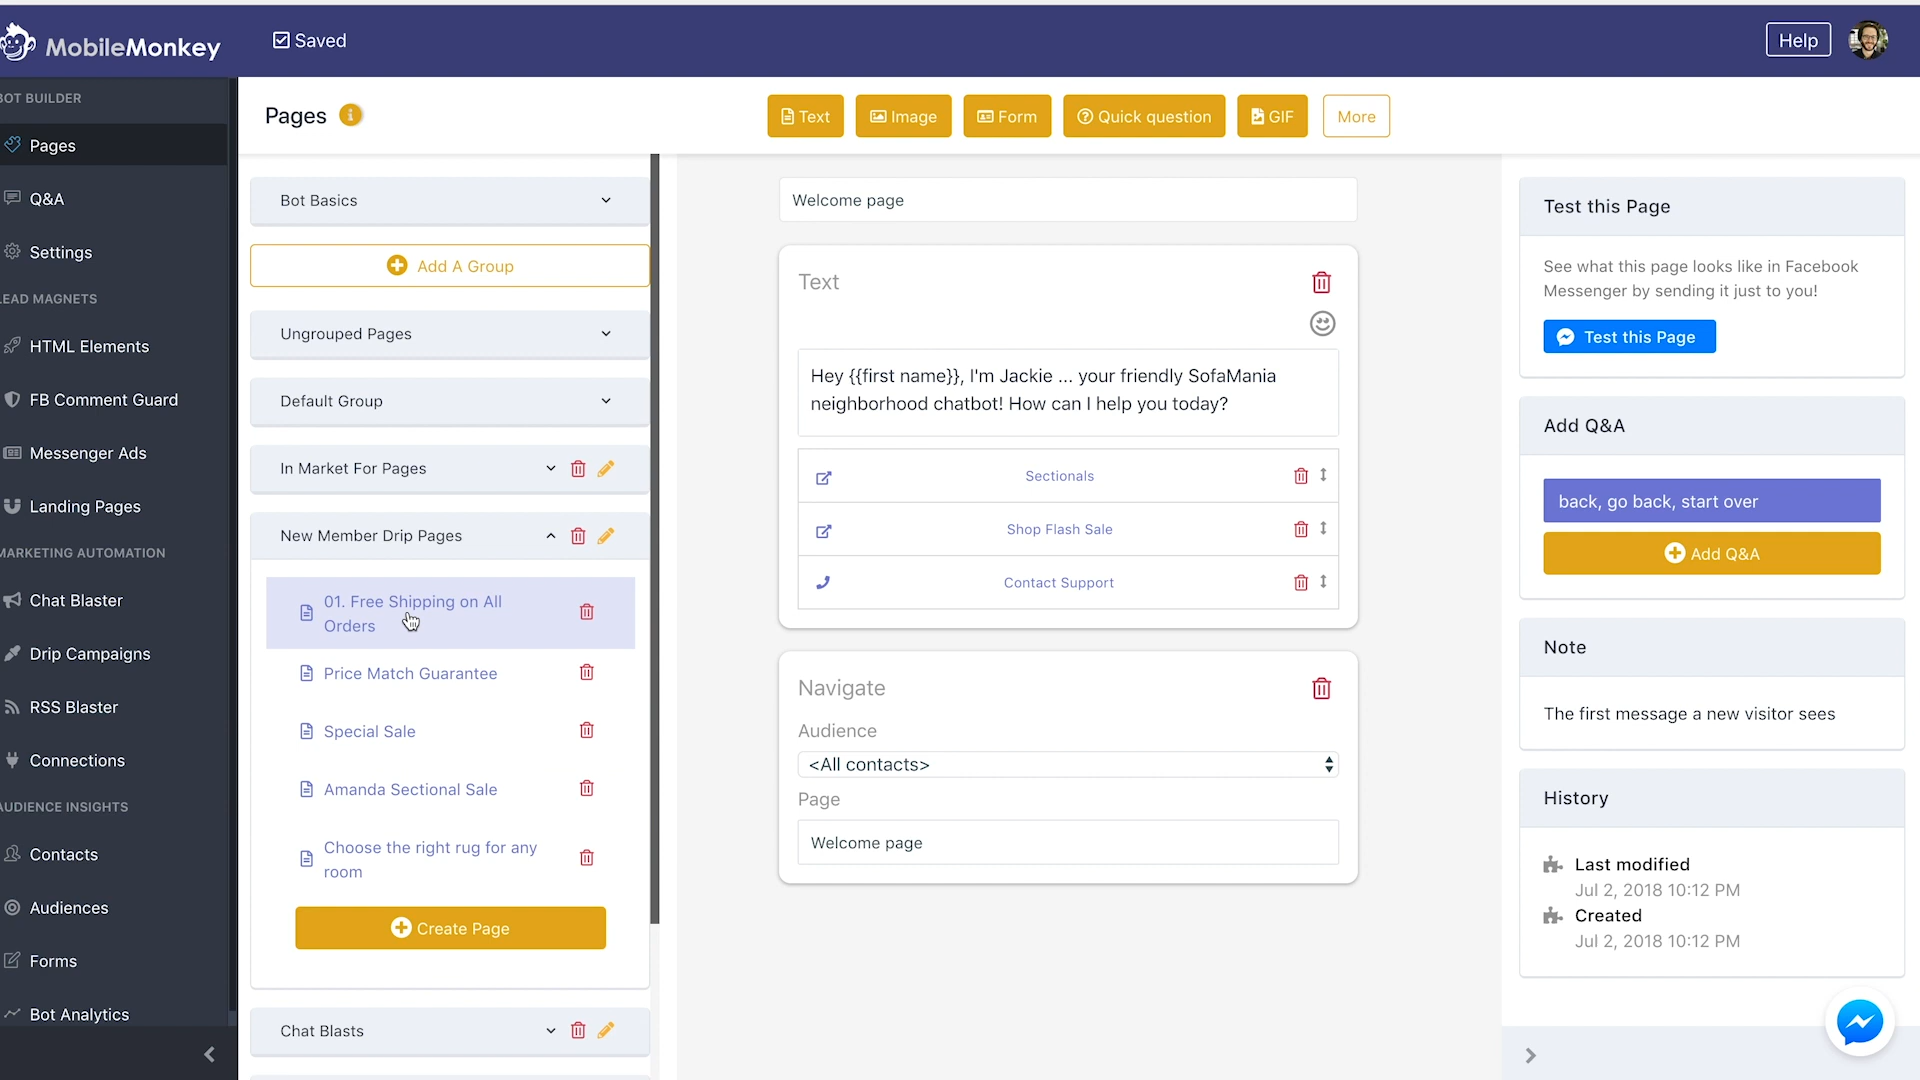 MobileMonkey
Saved
Help
BOT BUILDER
Pages
Q&A
Settings
LEAD MAGNETS
HTML Elements
FB Comment Guard
Messenger Ads
Landing Pages
MARKETING AUTOMATION
Chat Blaster
Drip Campaigns
RSS Blaster
Connections
AUDIENCE INSIGHTS
Contacts
Audiences
Forms
Bot Analytics
Pages
Text
Image
Form
Quick question
GIF
More
Bot Basics
Add A Group
Ungrouped Pages
Default Group
In Market For Pages
New Member Drip Pages
01. Free Shipping on All
Orders
Price Match Guarantee
Special Sale
Amanda Sectional Sale
Choose the right rug for any
room
Create Page
Chat Blasts
Welcome page
Text
Hey {{first name}}, I'm Jackie ... your friendly SofaMania
neighborhood chatbot! How can I help you today?
Sectionals
Shop Flash Sale
Contact Support
Navigate
Audience
<All contacts>
Page
Welcome page
Test this Page
See what this page looks like in Facebook
Messenger by sending it just to you!
Test this Page
Add Q&A
back, go back, start over
Add Q&A
Note
The first message a new visitor sees
History
Last modified
Jul 2, 2018 10:12 PM
Created
Jul 2, 2018 10:12 PM